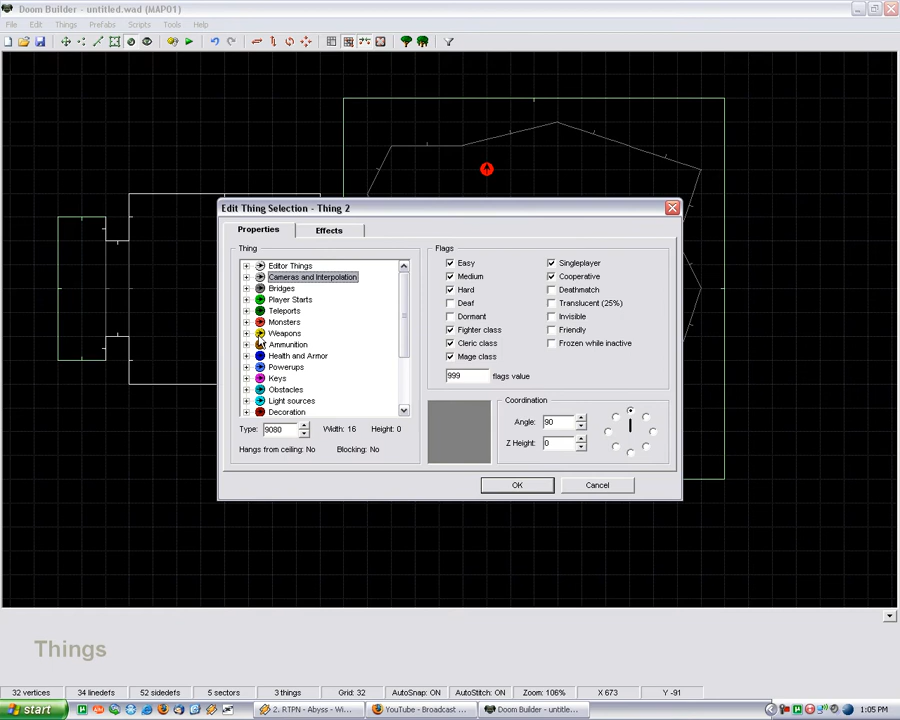 Doom Builder - untitled.wad (MAP01)
File Edit Things Prefabs Scripts Tools Help
Edit Thing Selection - Thing 2
Properties Effects
Thing
Editor Things
Cameras and Interpolation
Bridges
Player Starts
Teleports
Monsters
Weapons
Ammunition
Health and Armor
Powerups
Keys
Obstacles
Light sources
Decoration
Type: 9080 Width: 16 Height: 0
Hangs from ceiling: No Blocking: No
Flags
Easy Singleplayer
Medium Cooperative
Hard Deathmatch
Deaf Translucent (25%)
Dormant Invisible
Fighter class Friendly
Cleric class Frozen while inactive
Mage class
999 flags value
Coordination
Angle: 90
Z Height: 0
OK Cancel
Things
32 vertices 34 linedefs 52 sidedefs 5 sectors 3 things Grid: 32 AutoSnap: ON AutoStitch: ON Zoom: 106% X 673 Y -91
start 2. RTPN - Abyss - Wi... YouTube - Broadcast ... Doom Builder - untitle... 1:05 PM